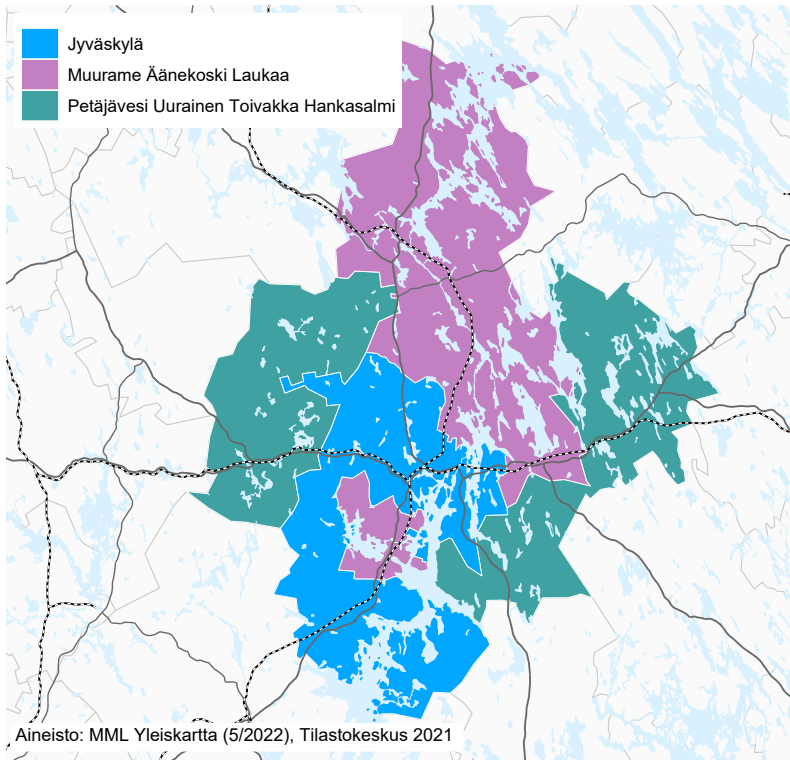 Jyväskylä
Muurame Äänekoski Laukaa
Petäjävesi Uurainen Toivakka Hankasalmi
Aineisto: MML Yleiskartta (5/2022), Tilastokeskus 2021